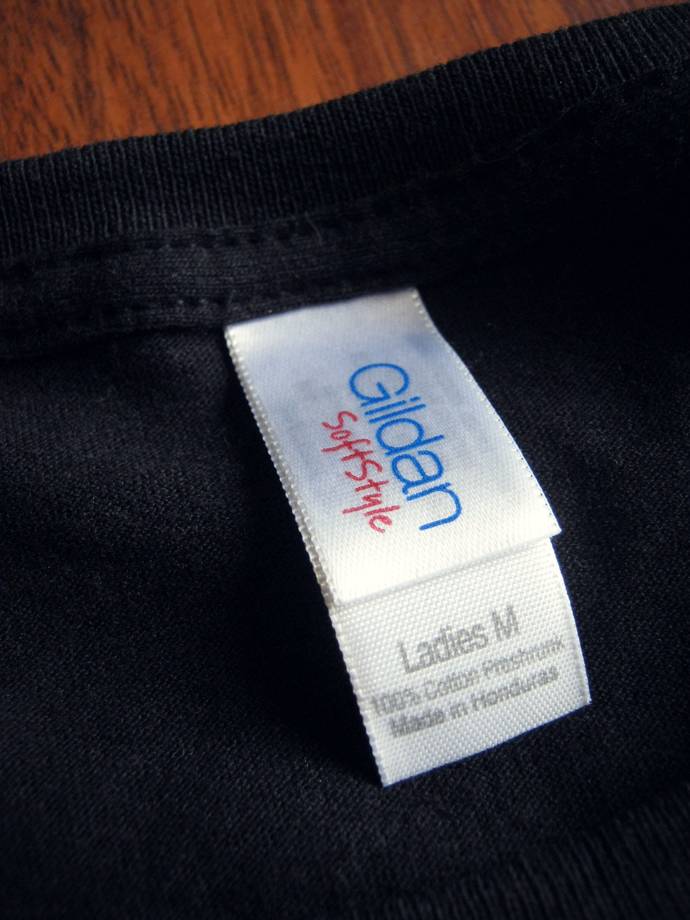 Gildan
SoftStyle
Ladies M
100% Cotton Preshrunk
Made in Honduras